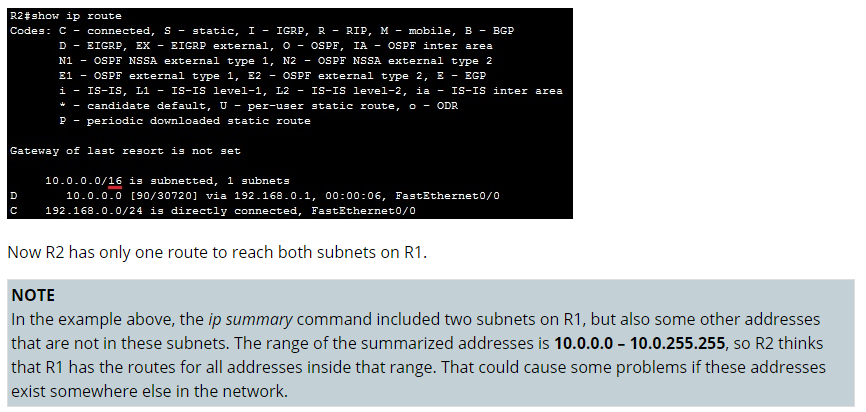 R2#show ip route
Codes: C - connected, S - static, I - IGRP, R - RIP, M - mobile, B - BGP
D - EIGRP, EX - EIGRP external, O - OSPF, IA - OSPF inter area
N1 - OSPF NSSA external type 1, N2 - OSPF NSSA external type 2
E1 - OSPF external type 1, E2 - OSPF external type 2, E - EGP
i - IS-IS, L1 - IS-IS level-1, L2 - IS-IS level-2, ia - IS-IS inter area
* - candidate default, U - per-user static route, o - ODR
P - periodic downloaded static route
Gateway of last resort is not set
10.0.0.0/16 is subnetted, 1 subnets
D 10.0.0.0 [90/30720] via 192.168.0.1, 00:00:06, FastEthernet0/0
C 192.168.0.0/24 is directly connected, FastEthernet0/0
Now R2 has only one route to reach both subnets on R1.
NOTE
In the example above, the ip summary command included two subnets on R1, but also some other addresses
that are not in these subnets. The range of the summarized addresses is 10.0.0.0 – 10.0.255.255, so R2 thinks
that R1 has the routes for all addresses inside that range. That could cause some problems if these addresses
exist somewhere else in the network.